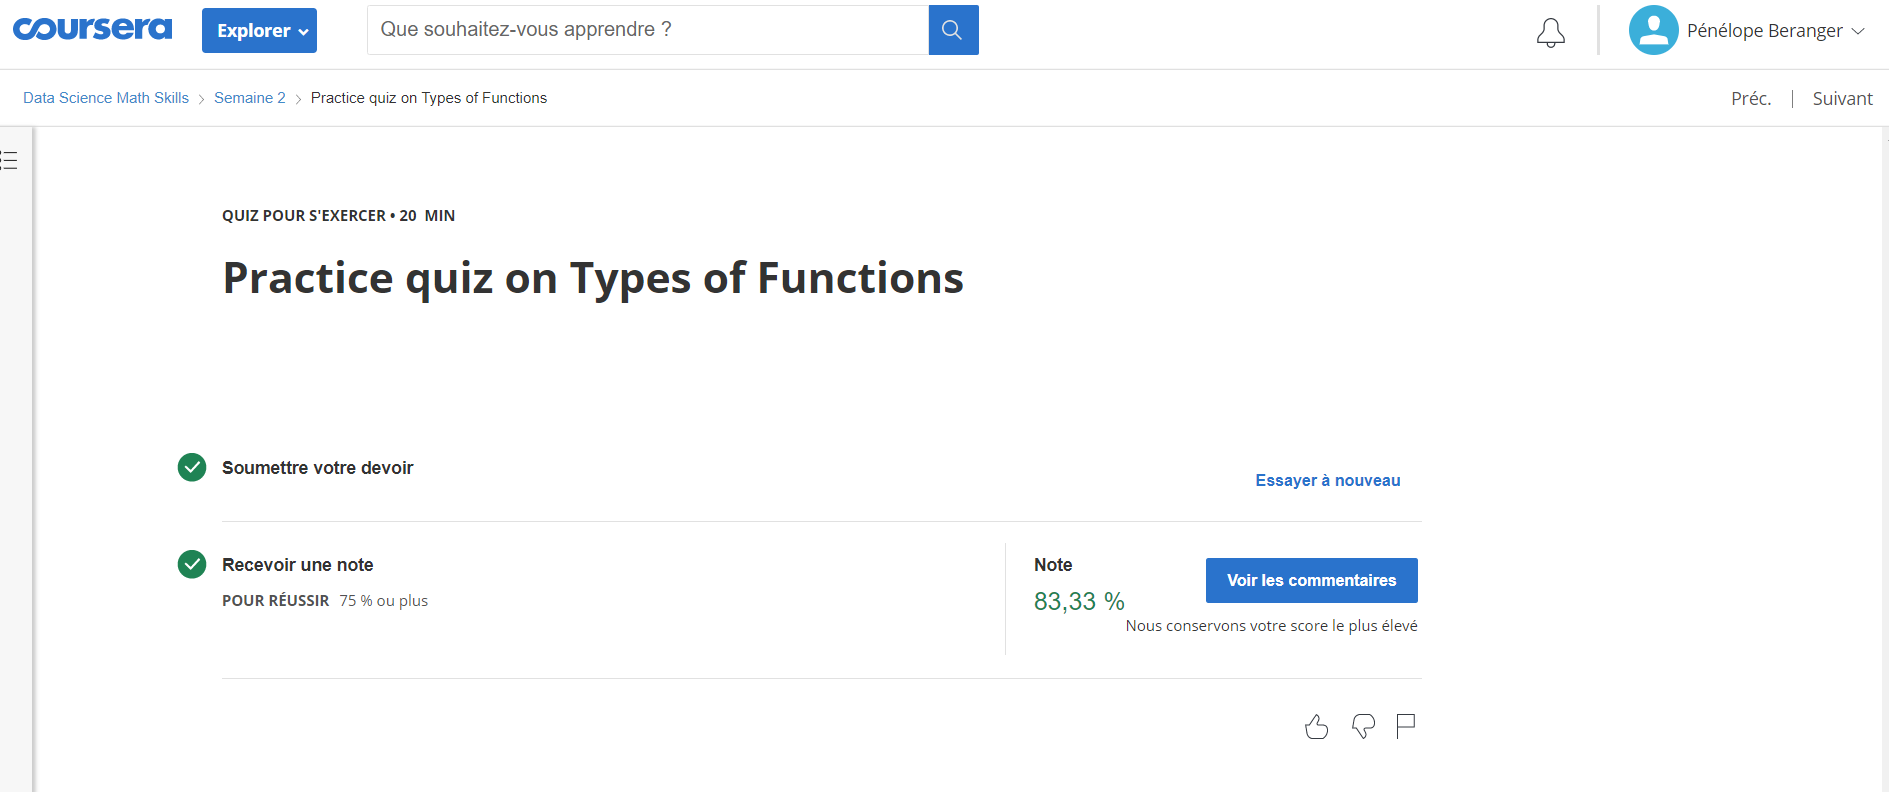 coursera
Explorer
Que souhaitez-vous apprendre ?
Pénélope Beranger
Data Science Math Skills
Semaine 2
Practice quiz on Types of Functions
Préc.
Suivant
QUIZ POUR S'EXERCER • 20 MIN
Practice quiz on Types of Functions
Soumettre votre devoir
Essayer à nouveau
Recevoir une note
POUR RÉUSSIR 75 % ou plus
Note
83,33 %
Voir les commentaires
Nous conservons votre score le plus élevé